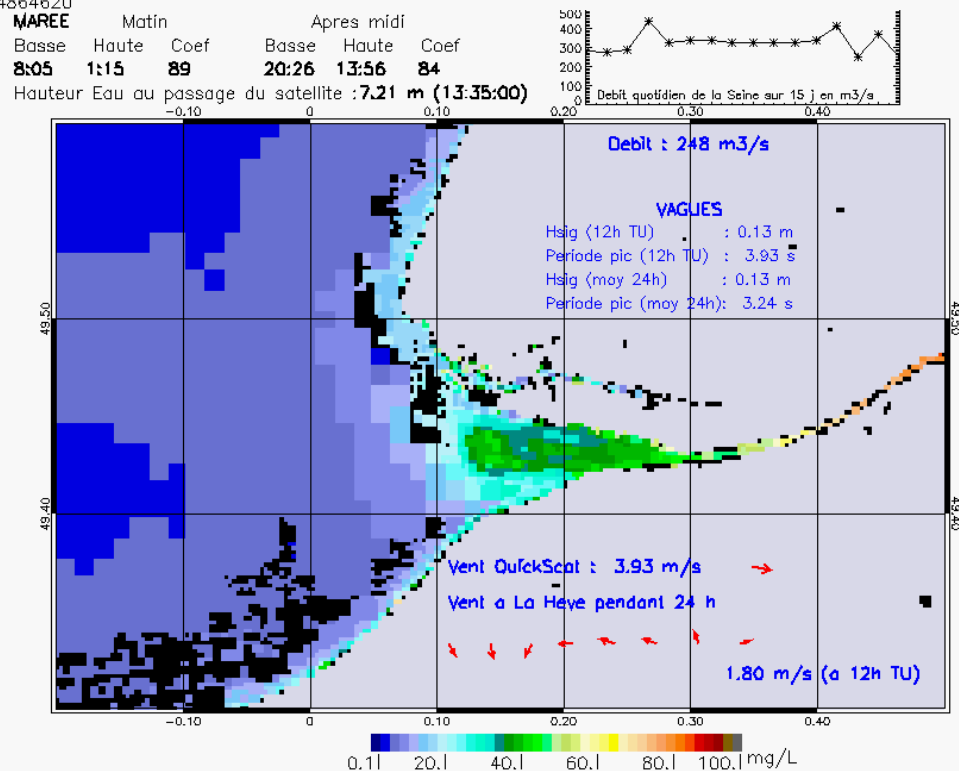 4864620
MAREE Matin Apres midi
Basse Haute Coef Basse Haute Coef
8:05 1:15 89 20:26 13:56 84
Hauteur Eau au passage du satellite : 7.21 m (13:35:00)
500
400
300
200
100
0
Debit quotidien de la Seine sur 15 j en m3/s
-0.10 0 0.10 0.20 0.30 0.40
Debit : 248 m3/s
VAGUES
Hsig (12h TU) : 0.13 m
Periode pic (12h TU) : 3.93 s
Hsig (moy 24h) : 0.13 m
Periode pic (moy 24h): 3.24 s
49.50 49.50
49.40 49.40
Vent QuickScat : 3.93 m/s
Vent a La Heve pendant 24 h
1.80 m/s (a 12h TU)
-0.10 0 0.10 0.20 0.30 0.40
0.1 20. 40. 60. 80. 100. mg/L